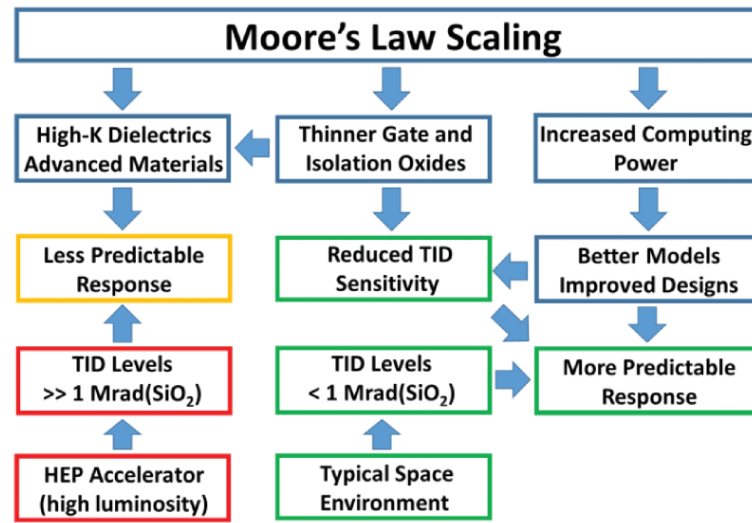 Moore's Law Scaling
High-K Dielectrics
Advanced Materials
Thinner Gate and
Isolation Oxides
Increased Computing
Power
Less Predictable
Response
Reduced TID
Sensitivity
Better Models
Improved Designs
TID Levels
>> 1 Mrad(SiO₂)
TID Levels
< 1 Mrad(SiO₂)
More Predictable
Response
HEP Accelerator
(high luminosity)
Typical Space
Environment